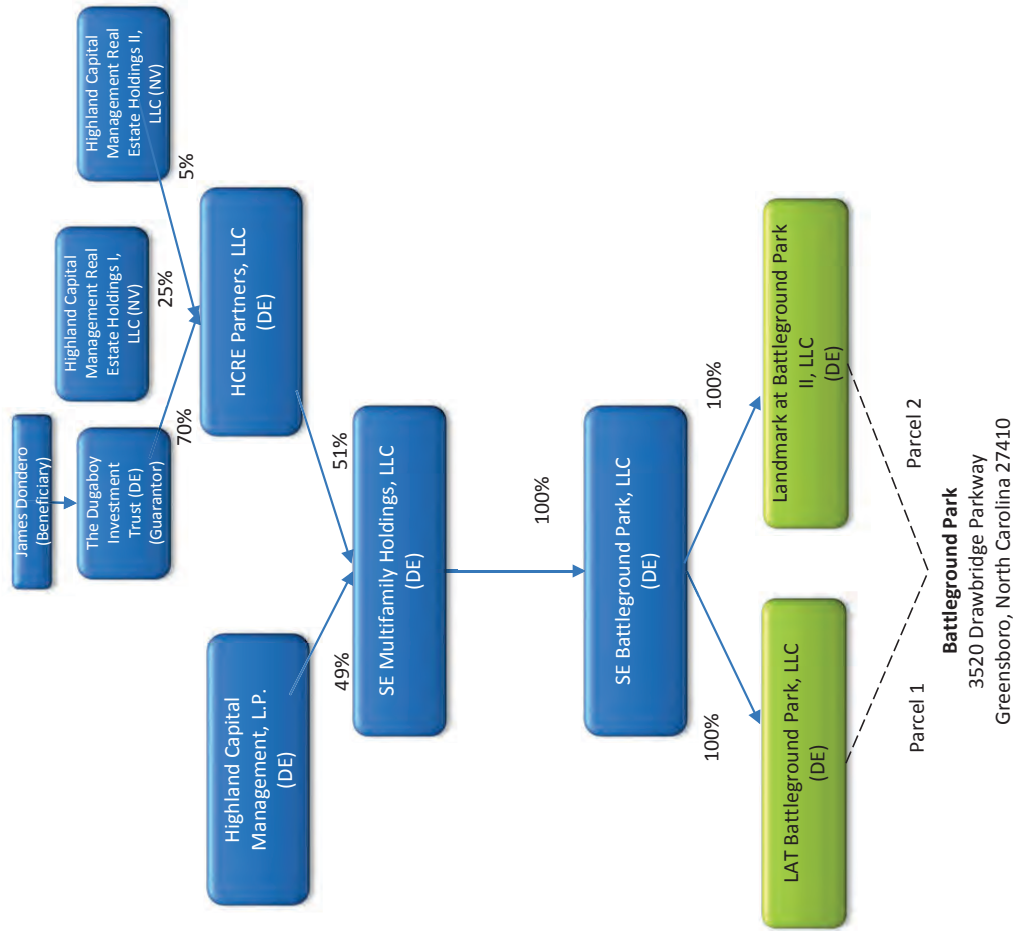 James Dondero
(Beneficiary)
The Dugaboy
Investment
Trust (DE)
(Guarantor)
Highland Capital
Management Real
Estate Holdings I,
LLC (NV)
Highland Capital
Management Real
Estate Holdings II,
LLC (NV)
70%
25%
5%
Highland Capital
Management, L.P.
(DE)
HCRE Partners, LLC
(DE)
49%
51%
SE Multifamily Holdings, LLC
(DE)
100%
SE Battleground Park, LLC
(DE)
100%
100%
LAT Battleground Park, LLC
(DE)
Landmark at Battleground Park
II, LLC
(DE)
Parcel 1
Parcel 2
Battleground Park
3520 Drawbridge Parkway
Greensboro, North Carolina 27410